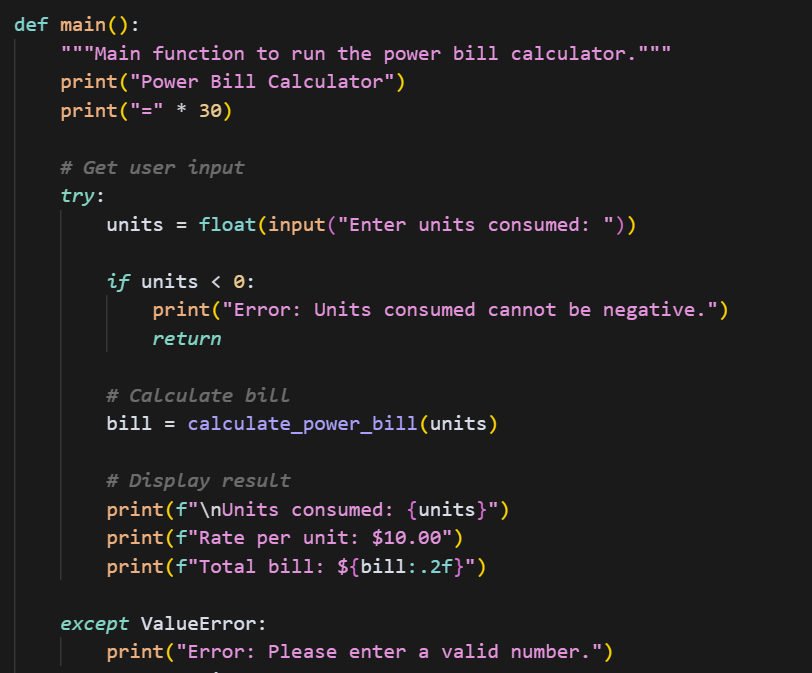 def main():
    """Main function to run the power bill calculator."""
    print("Power Bill Calculator")
    print("=" * 30)

    # Get user input
    try:
        units = float(input("Enter units consumed: "))

        if units < 0:
            print("Error: Units consumed cannot be negative.")
            return

        # Calculate bill
        bill = calculate_power_bill(units)

        # Display result
        print(f"\nUnits consumed: {units}")
        print(f"Rate per unit: $10.00")
        print(f"Total bill: ${bill:.2f}")

    except ValueError:
        print("Error: Please enter a valid number.")